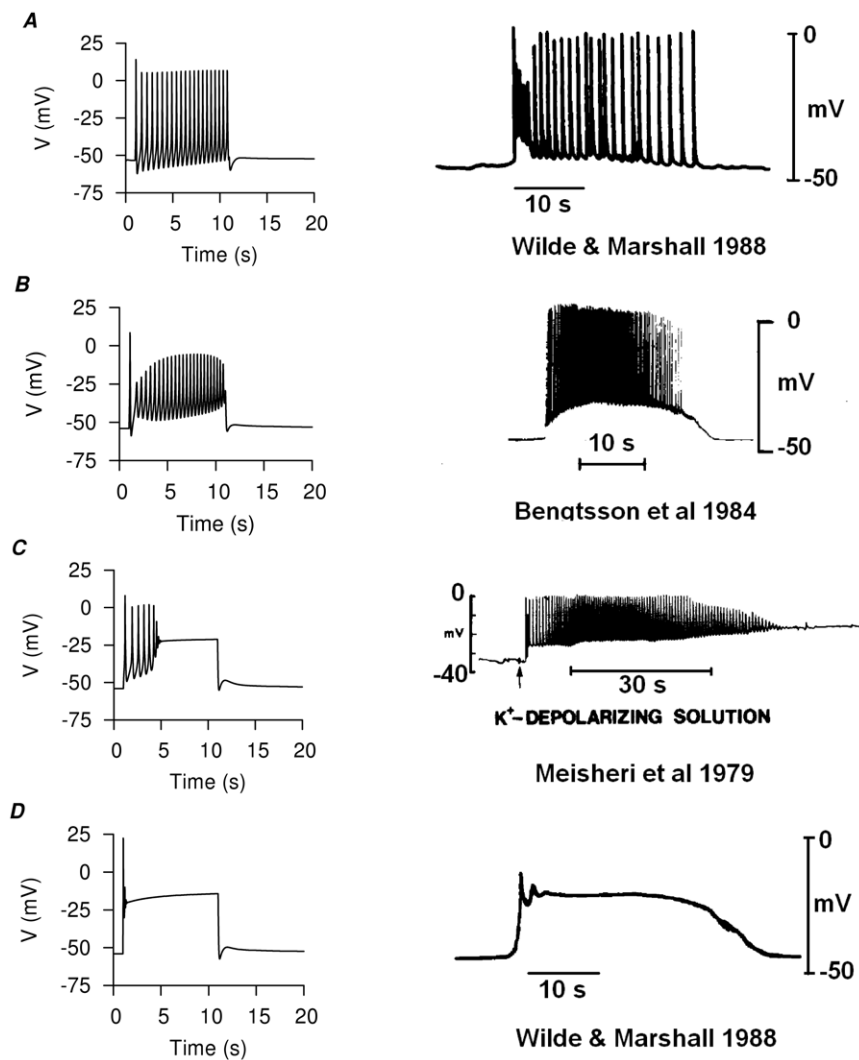 A
25
0
-25
-50
-75
V (mV)
0 5 10 15 20
Time (s)
0
mV
-50
10 s
Wilde & Marshall 1988
B
25
0
-25
-50
-75
V (mV)
0 5 10 15 20
Time (s)
0
mV
-50
10 s
Bengtsson et al 1984
C
25
0
-25
-50
-75
V (mV)
0 5 10 15 20
Time (s)
0
mV
-40
30 s
K+-DEPOLARIZING SOLUTION
Meisheri et al 1979
D
25
0
-25
-50
-75
V (mV)
0 5 10 15 20
Time (s)
0
mV
-50
10 s
Wilde & Marshall 1988